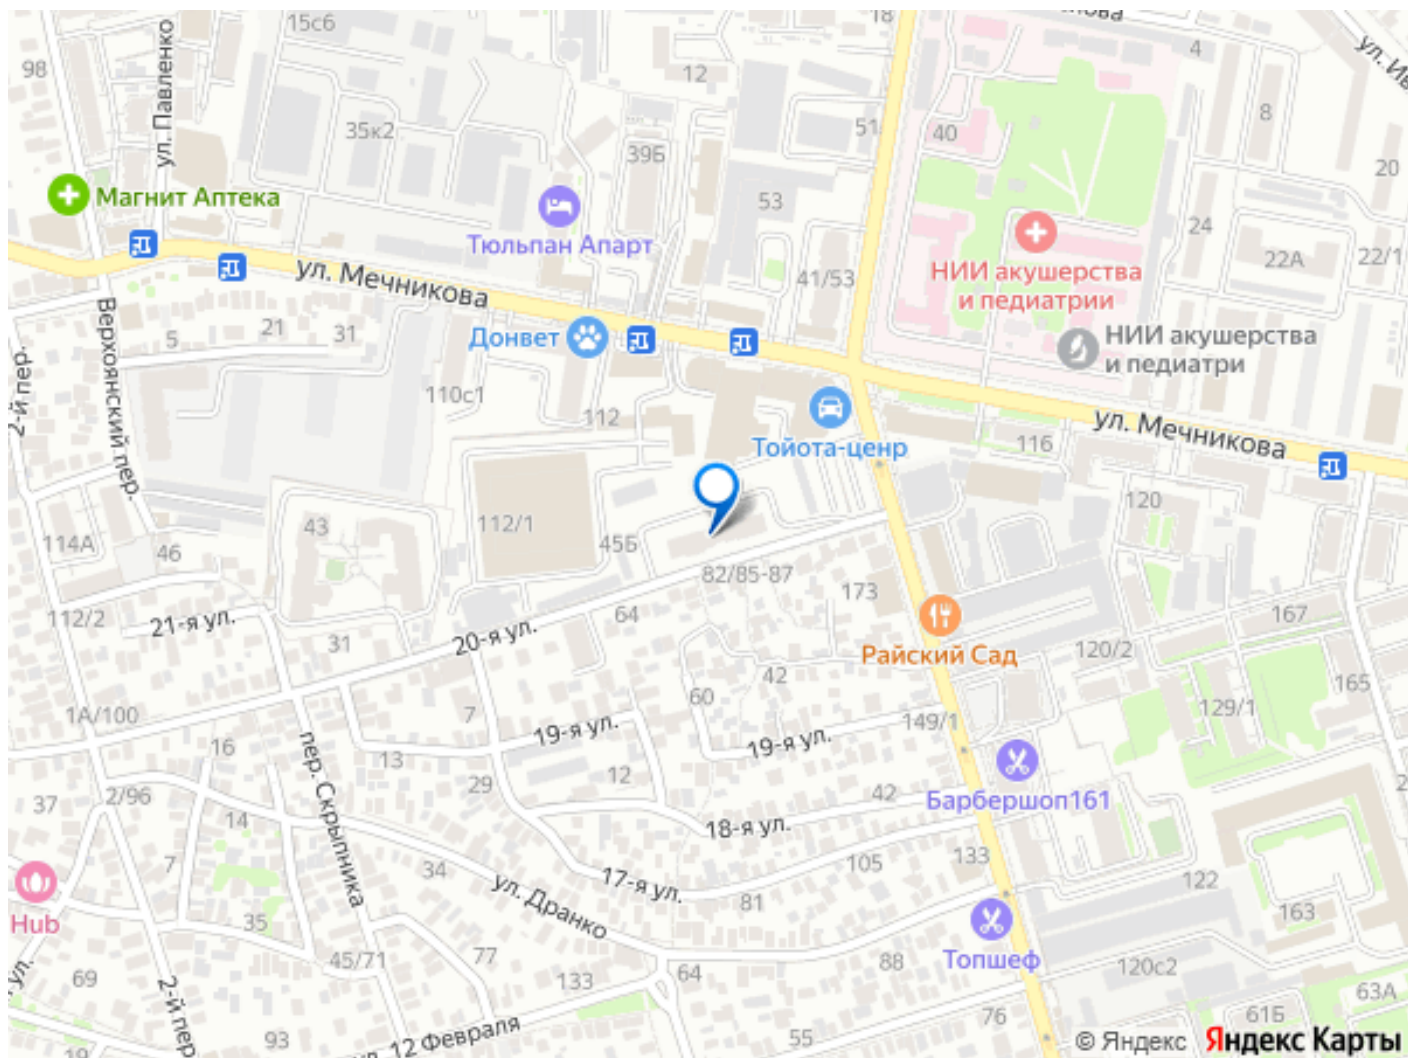 15с6
18
98
ул. Павленко
12
4
ул. Ив
35к2
39Б
51
40
8
20
Магнит Аптека
53
Тюльпан Апарт
24
22А
22/1
НИИ акушерства
и педиатрии
ул. Мечникова
41/53
Верхоянский пер.
5
21
31
Донвет
НИИ акушерства
и педиатри
2-й пер.
110с1
112
Тойота-ценр
116
ул. Мечникова
43
112/1
45Б
120
114А
46
82/85-87
173
112/2
21-я ул.
31
20-я ул.
64
Райский Сад
167
120/2
42
60
165
129/1
1А/100
16
7
19-я ул.
19-я ул.
149/1
пер. Скрыпника
13
29
12
37
2/96
14
42
Барбершоп161
18-я ул.
7
34
105
133
17-я ул.
122
Hub
35
ул. Дранко
81
163
Топшеф
ул.
69
45/71
77
133
64
88
120с2
63А
2-й пер
93
ул. 12 Февраля
55
76
61Б
19
© Яндекс Яндекс Карты